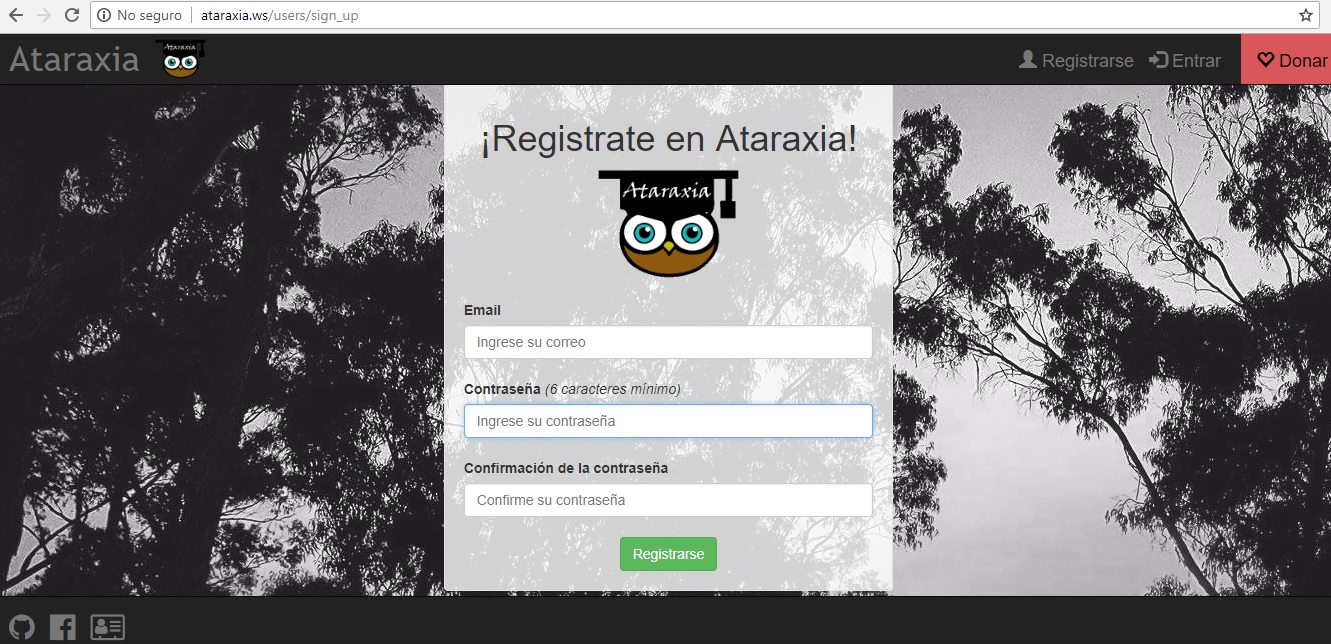 No seguro ataraxia.ws/users/sign_up
Ataraxia Ataraxia Registrarse Entrar Donar
¡Registrate en Ataraxia!
Ataraxia
Email
Ingrese su correo
Contraseña (6 caracteres mínimo)
Ingrese su contraseña
Confirmación de la contraseña
Confirme su contraseña
Registrarse